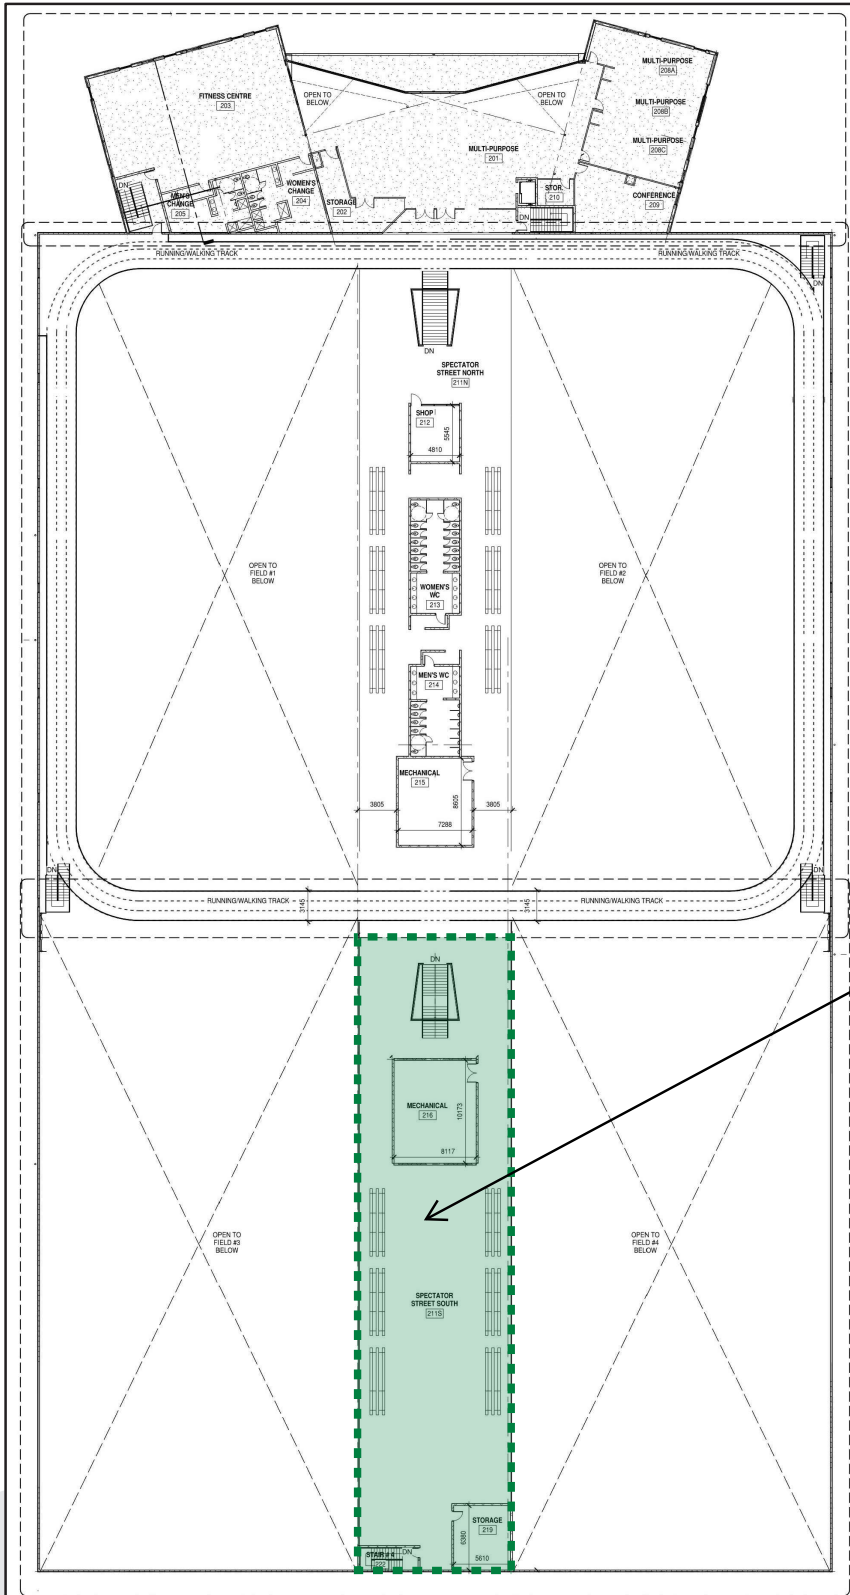 MULTI-PURPOSE
208A
FITNESS CENTRE
203
OPEN TO
BELOW
OPEN TO
BELOW
MULTI-PURPOSE
208B
MULTI-PURPOSE
201
MULTI-PURPOSE
208C
DN
MEN'S
CHANGE
205
WOMEN'S
CHANGE
204
STORAGE
202
STOR.
210
DN
CONFERENCE
209
RUNNING/WALKING TRACK
RUNNING/WALKING TRACK
DN
DN
SPECTATOR
STREET NORTH
211N
SHOP
212
5545
4810
OPEN TO
FIELD #1
BELOW
OPEN TO
FIELD #2
BELOW
WOMEN'S
WC
213
MEN'S WC
214
MECHANICAL
215
3805
8605
3805
7288
DN
DN
RUNNING/WALKING TRACK
3145
3145
RUNNING/WALKING TRACK
DN
MECHANICAL
216
10173
8117
OPEN TO
FIELD #3
BELOW
OPEN TO
FIELD #4
BELOW
SPECTATOR
STREET SOUTH
211S
STORAGE
219
6380
5610
STAIR #4
DN
222